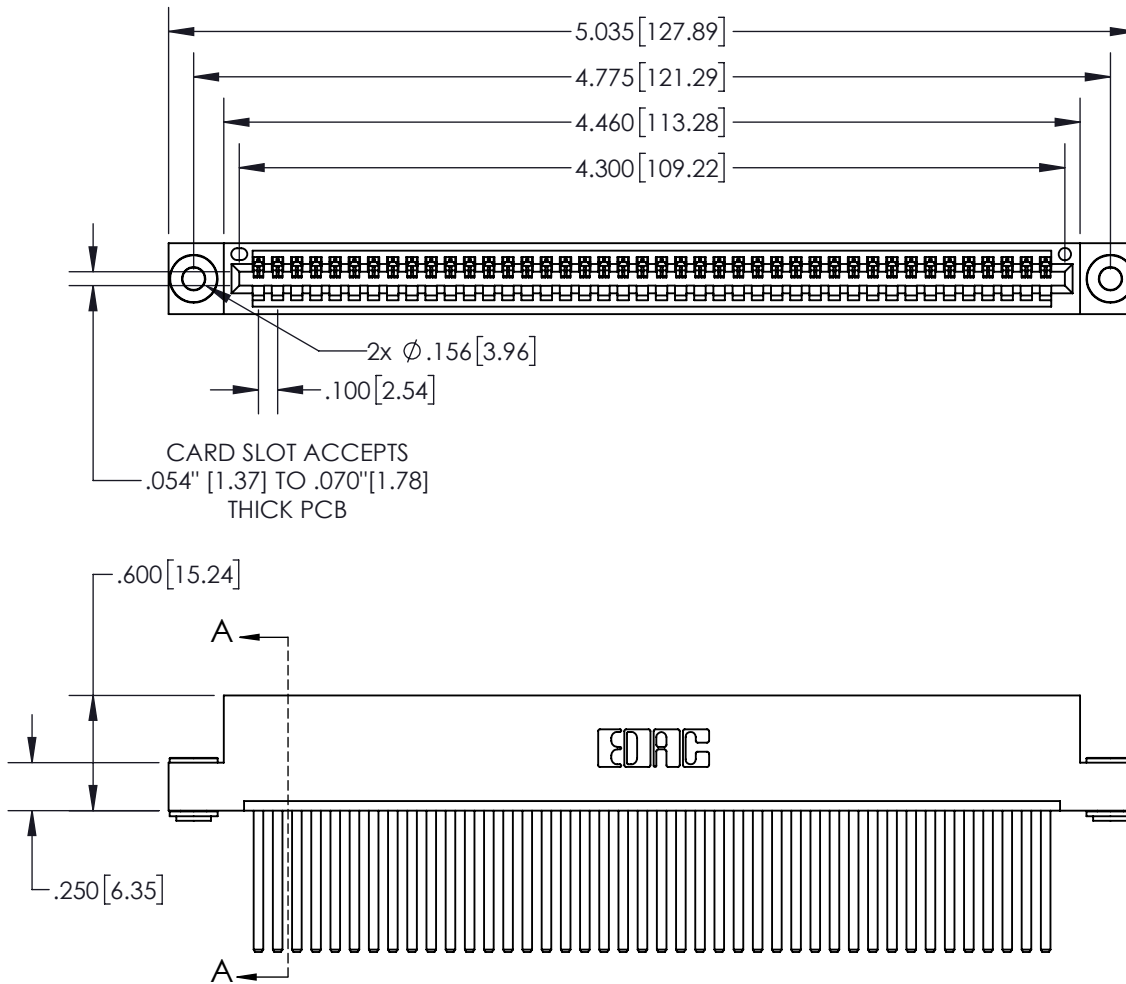 5.035[127.89]
4.775[121.29]
4.460[113.28]
4.300[109.22]
2x Ø.156[3.96]
.100[2.54]
CARD SLOT ACCEPTS
.054" [1.37] TO .070"[1.78]
THICK PCB
.600[15.24]
A
EDAC
.250[6.35]
A